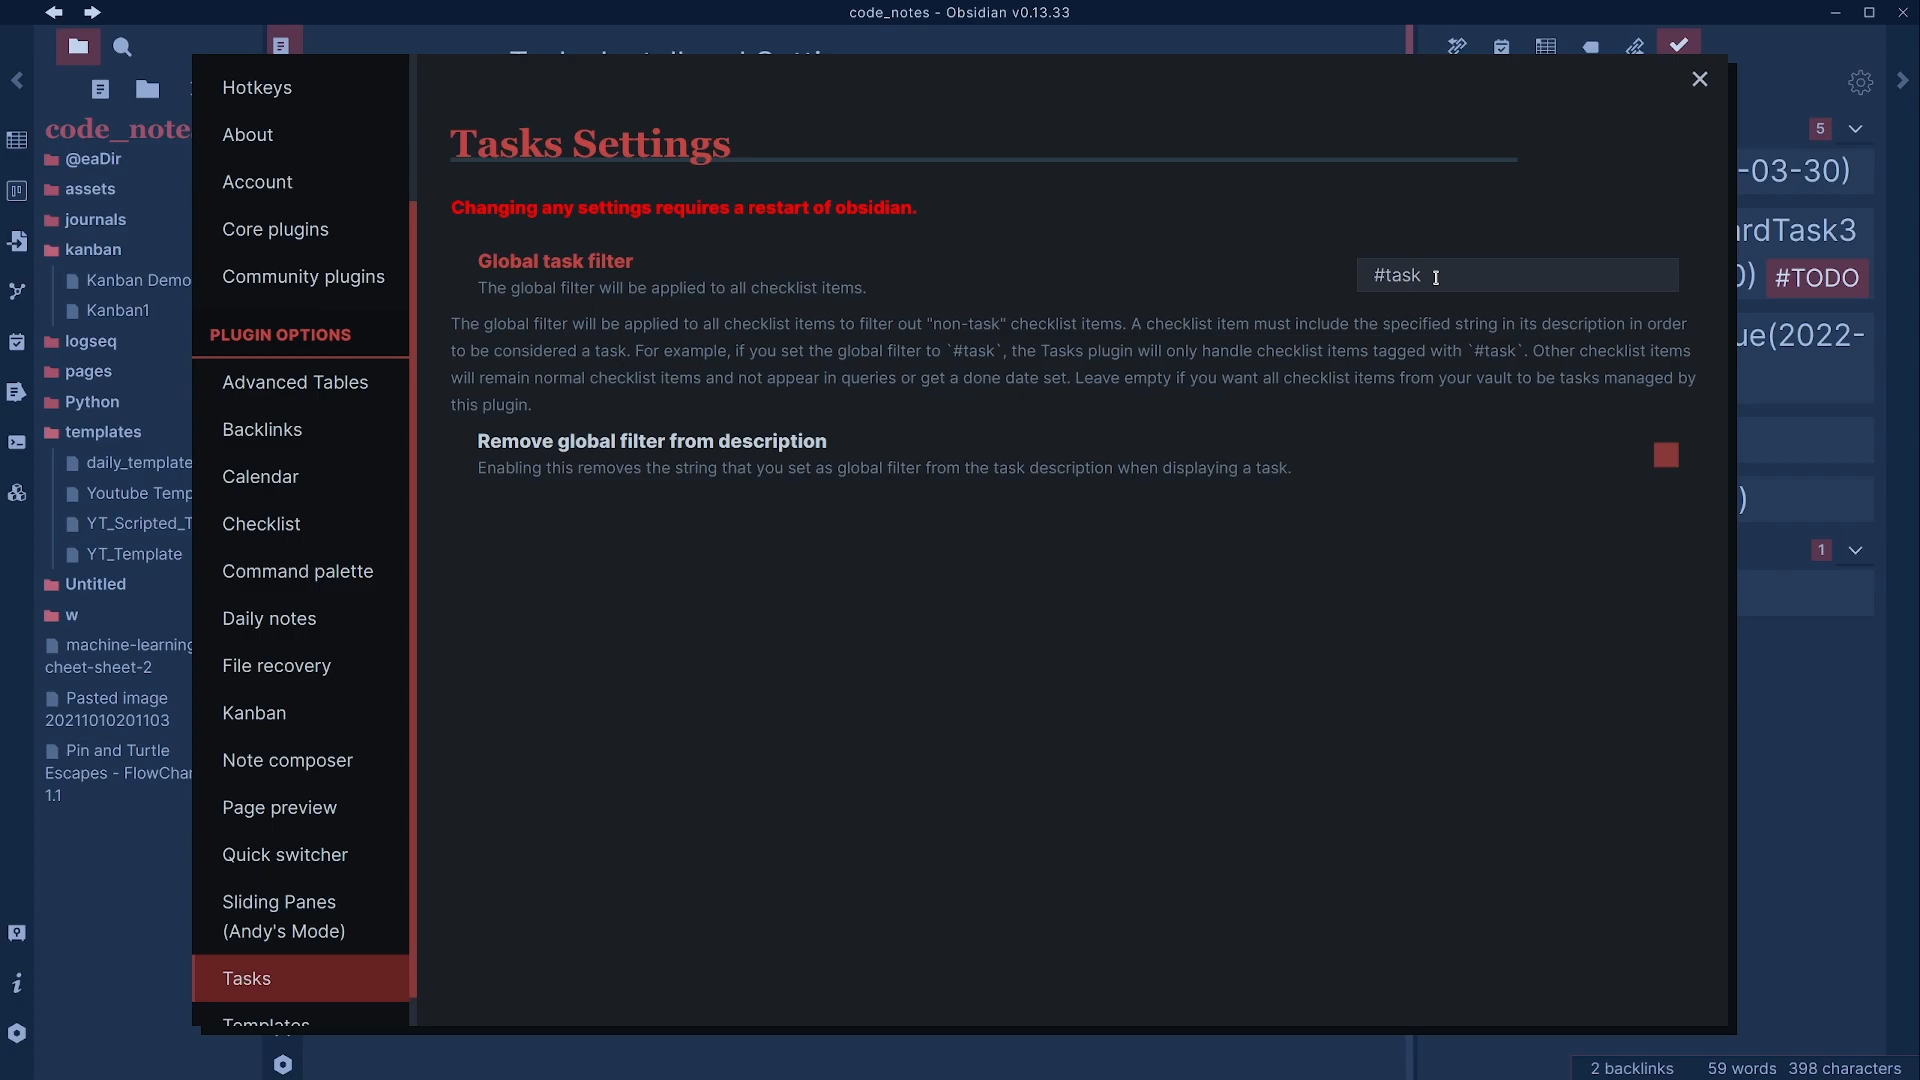 code_notes - Obsidian v0.13.33
code_note
@eaDir
assets
journals
kanban
Kanban Demo
Kanban1
logseq
pages
Python
templates
daily_template
Youtube Temp
YT_Scripted_T
YT_Template
Untitled
w
machine-learning
cheet-sheet-2
Pasted image
20211010201103
Pin and Turtle
Escapes - FlowChar
1.1
Hotkeys
About
Account
Core plugins
Community plugins
PLUGIN OPTIONS
Advanced Tables
Backlinks
Calendar
Checklist
Command palette
Daily notes
File recovery
Kanban
Note composer
Page preview
Quick switcher
Sliding Panes
(Andy's Mode)
Tasks
Templates
Tasks Settings
Changing any settings requires a restart of obsidian.
Global task filter
The global filter will be applied to all checklist items.
#task
The global filter will be applied to all checklist items to filter out "non-task" checklist items. A checklist item must include the specified string in its description in order
to be considered a task. For example, if you set the global filter to `#task`, the Tasks plugin will only handle checklist items tagged with `#task`. Other checklist items
will remain normal checklist items and not appear in queries or get a done date set. Leave empty if you want all checklist items from your vault to be tasks managed by
this plugin.
Remove global filter from description
Enabling this removes the string that you set as global filter from the task description when displaying a task.
5
-03-30)
rdTask3
0) #TODO
ue(2022-
)
1
2 backlinks 59 words 398 characters